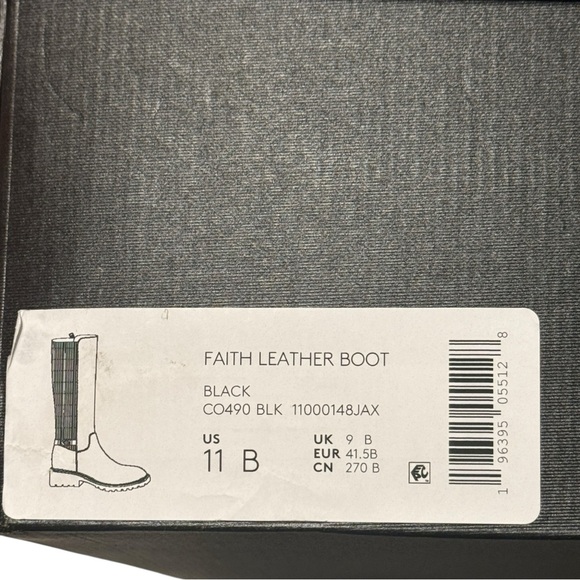 FAITH LEATHER BOOT
BLACK
CO490 BLK 11000148JAX
US
11 B
UK 9 B
EUR 41.5B
CN 270 B
1 96395 05512 8